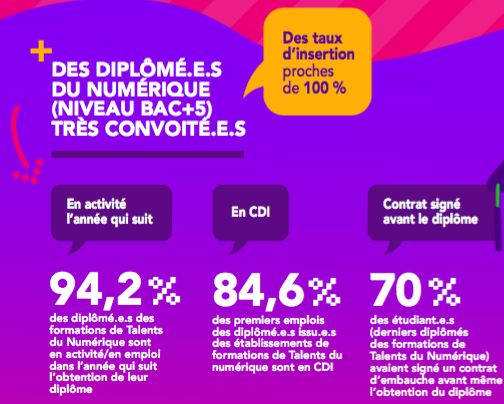 Des taux
d'insertion
proches
de 100 %
DES DIPLÔMÉ.E.S
DU NUMÉRIQUE
(NIVEAU BAC+5)
TRÈS CONVOITÉ.E.S
En activité
l'année qui suit
94,2%
des diplômé.e.s des
formations de Talents
du Numérique sont
en activité/en emploi
dans l'année qui suit
l'obtention de leur
diplôme
En CDI
84,6%
des premiers emplois
des diplômé.e.s issu.e.s
des établissements de
formations de Talents du
numérique sont en CDI
Contrat signé
avant le diplôme
70%
des étudiant.e.s
(derniers diplômés
des formations de
Talents du Numérique)
avaient signé un contrat
d'embauche avant même
l'obtention du diplôme